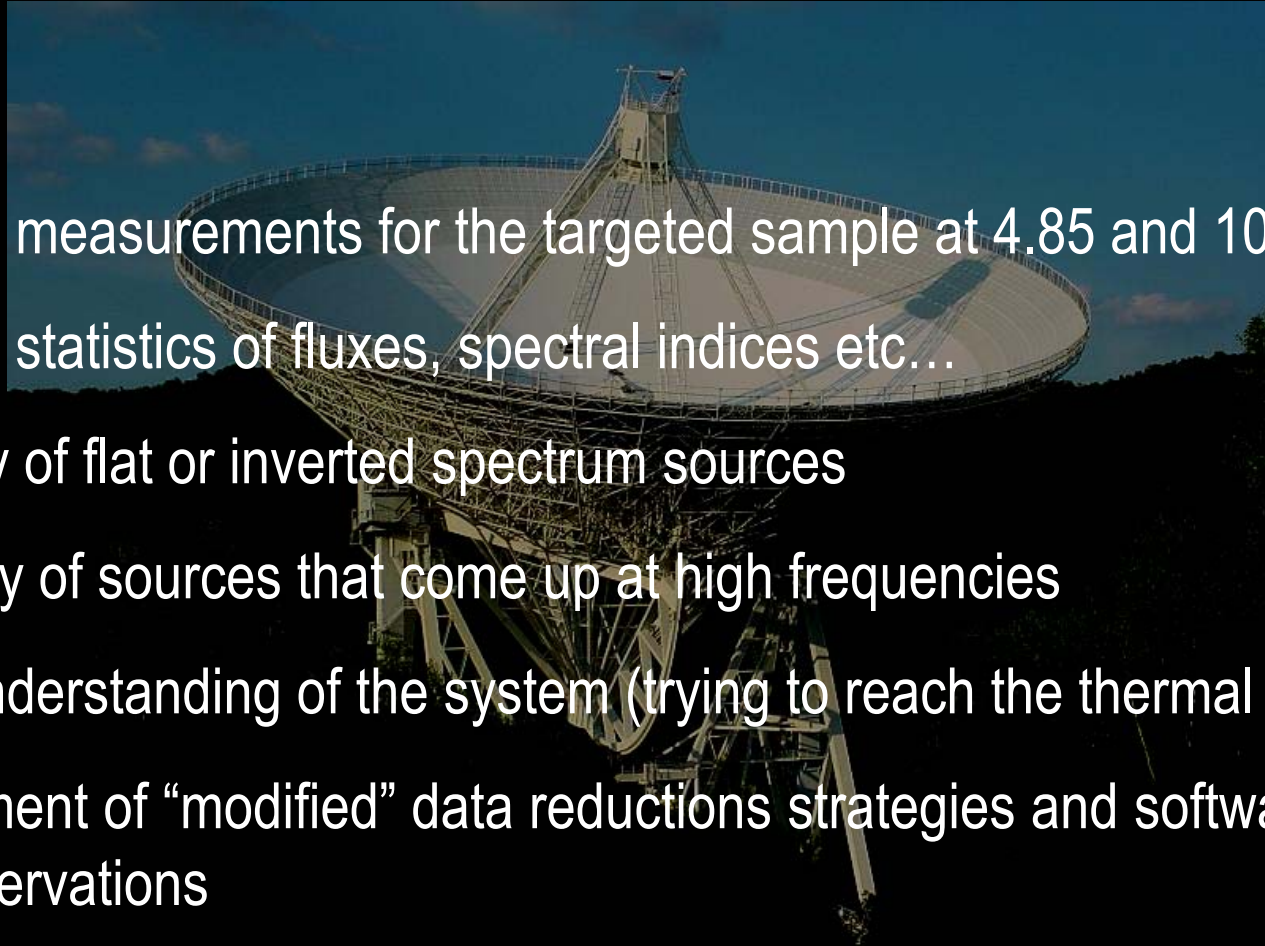 measurements for the targeted sample at 4.85 and 10
statistics of fluxes, spectral indices etc…
y of flat or inverted spectrum sources
y of sources that come up at high frequencies
nderstanding of the system (trying to reach the thermal
ment of “modified” data reductions strategies and softwa
ervations